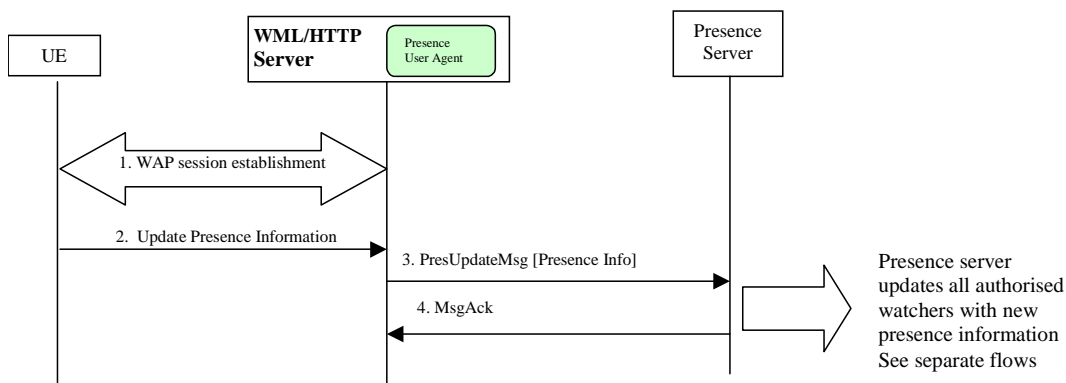 UE
WML/HTTP
Server
Presence
User Agent
Presence
Server
1. WAP session establishment
2. Update Presence Information
3. PresUpdateMsg [Presence Info]
4. MsgAck
Presence server
updates all authorised
watchers with new
presence information
See separate flows